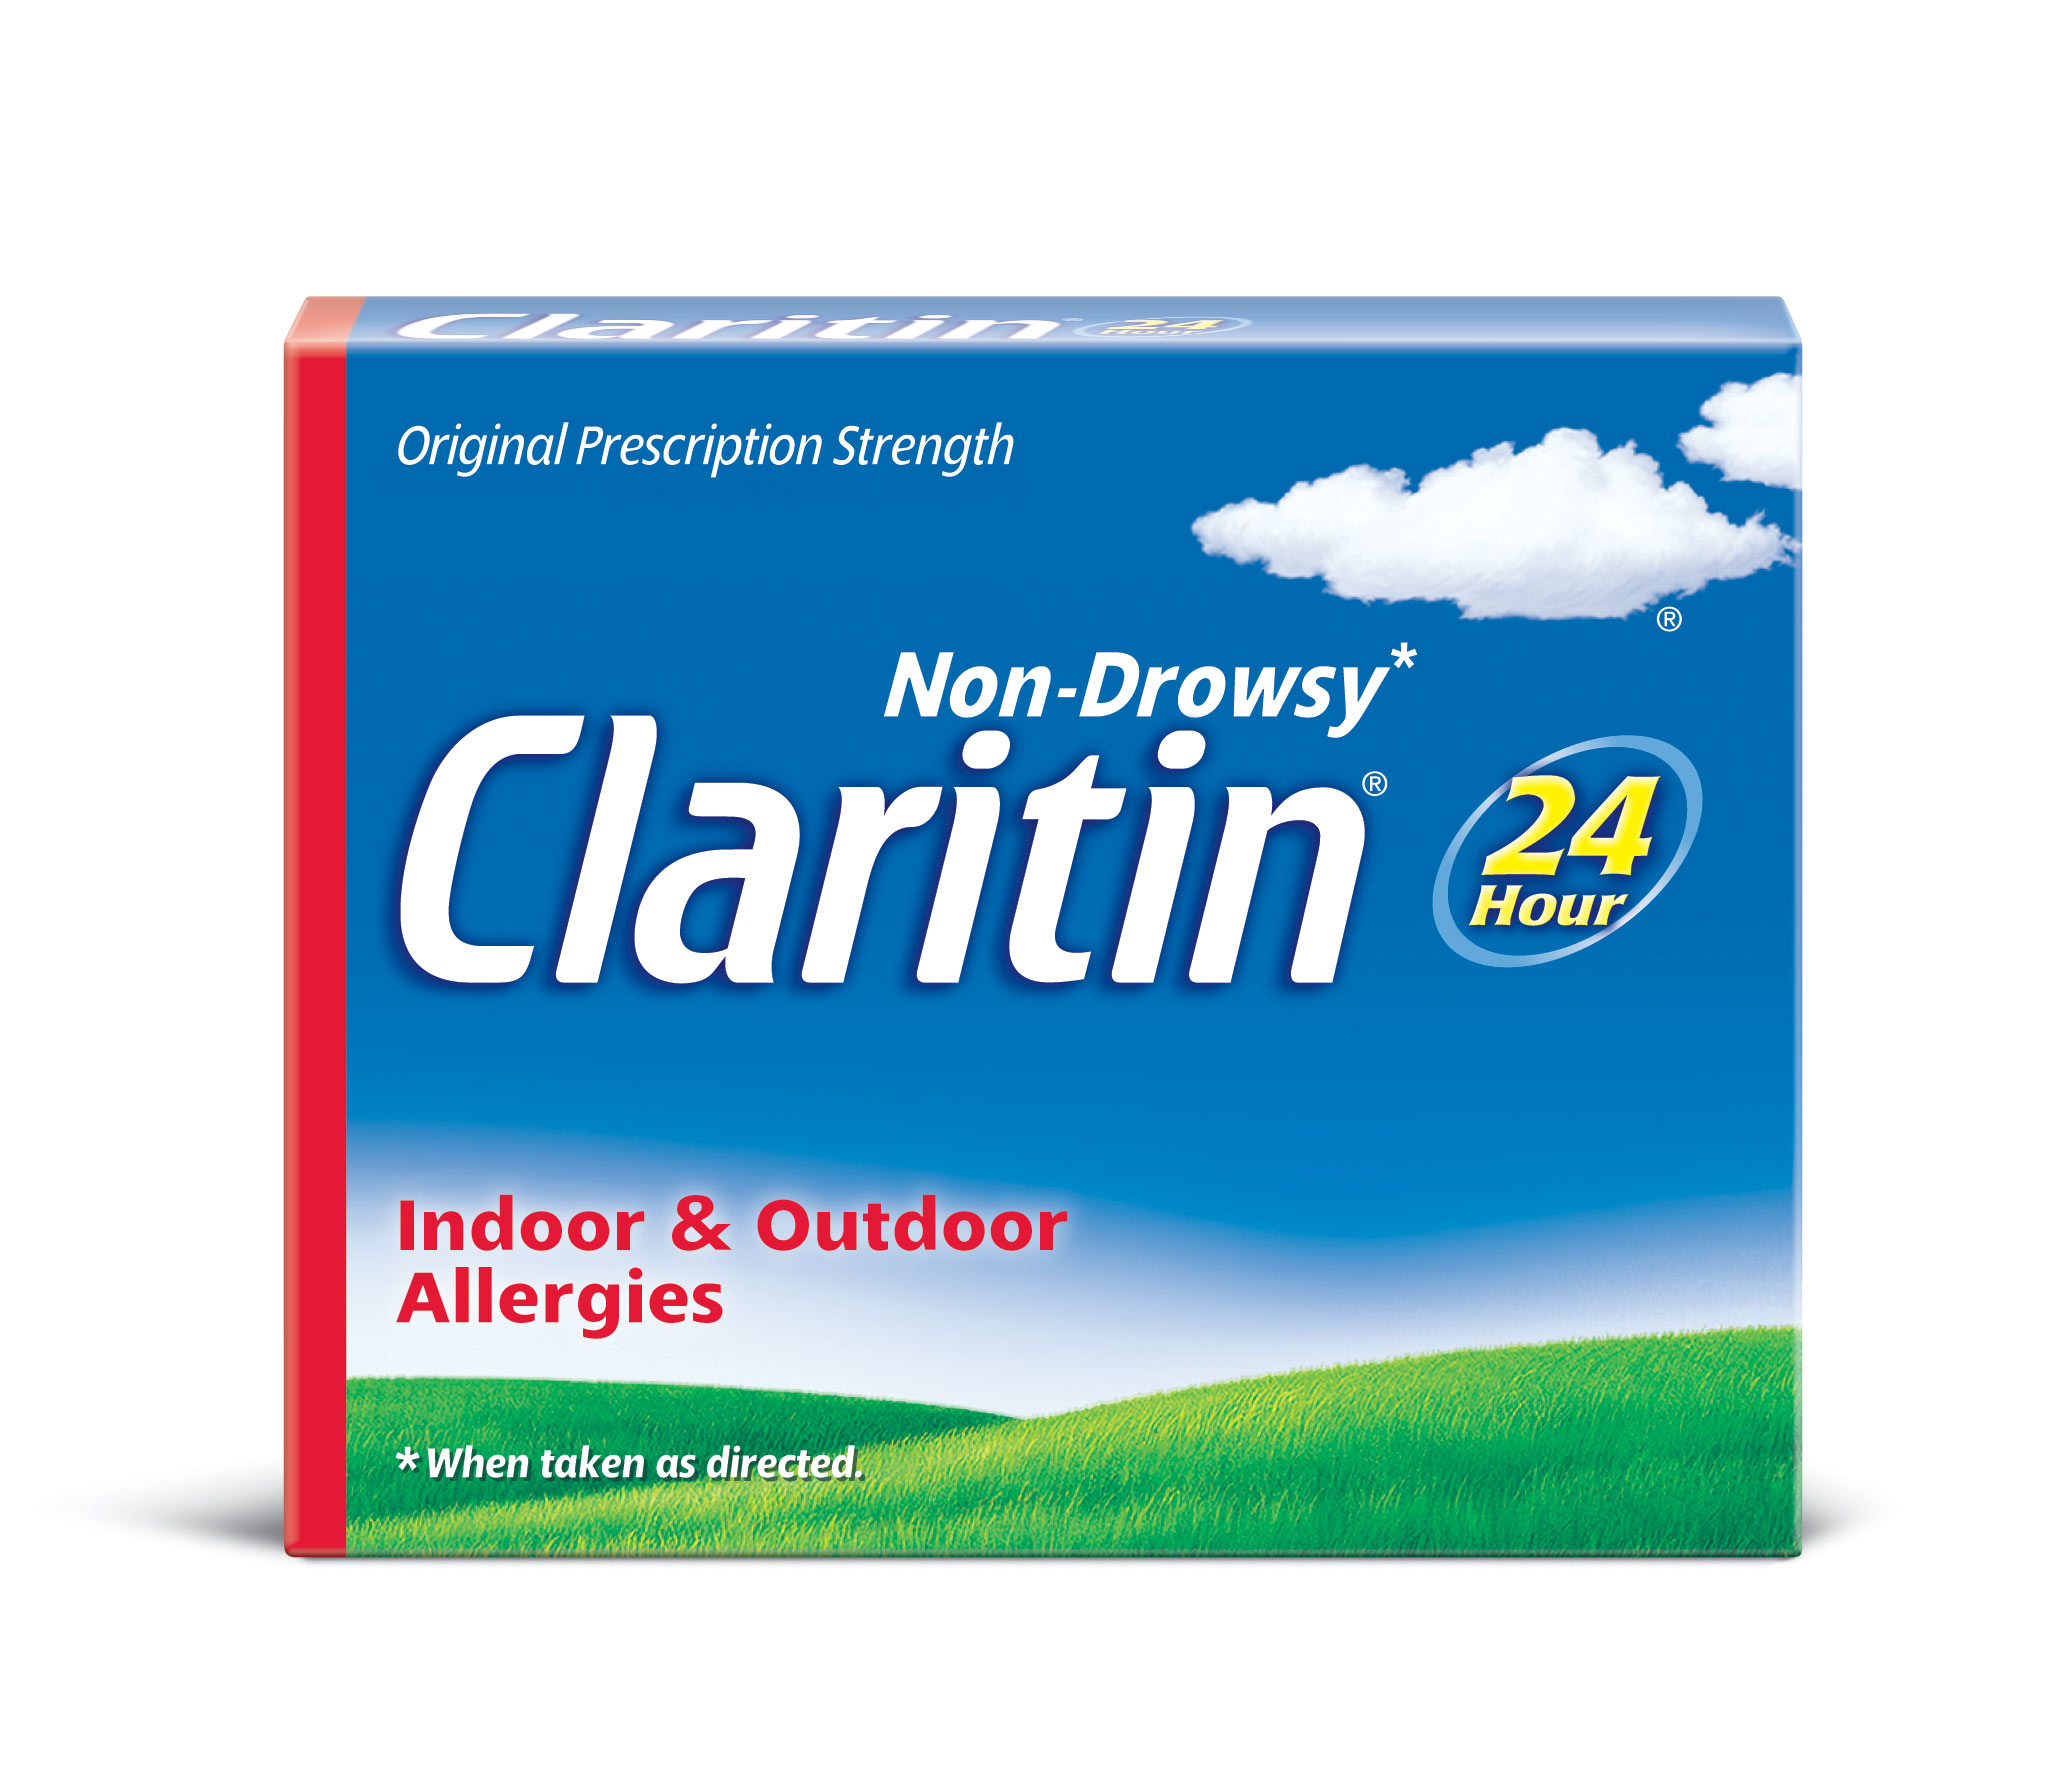 Claritin® 24 Hour
Original Prescription Strength
®
Non-Drowsy*
Claritin® 24 Hour
Indoor & Outdoor
Allergies
*When taken as directed.